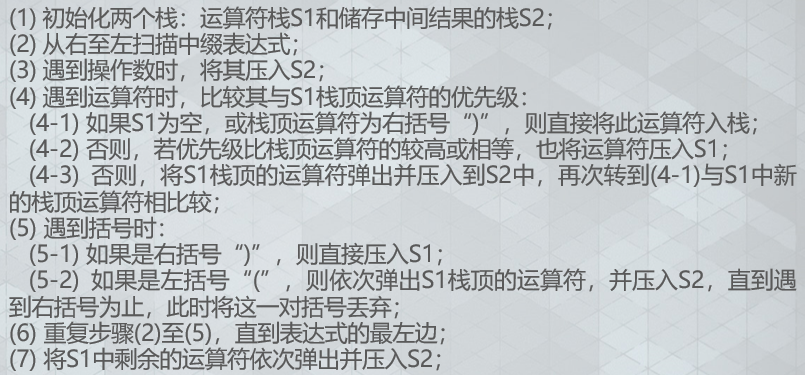 (1) 初始化两个栈：运算符栈S1和储存中间结果的栈S2；
(2) 从右至左扫描中缀表达式；
(3) 遇到操作数时，将其压入S2；
(4) 遇到运算符时，比较其与S1栈顶运算符的优先级：
(4-1) 如果S1为空，或栈顶运算符为右括号“)”，则直接将此运算符入栈；
(4-2) 否则，若优先级比栈顶运算符的较高或相等，也将运算符压入S1；
(4-3) 否则，将S1栈顶的运算符弹出并压入到S2中，再次转到(4-1)与S1中新
的栈顶运算符相比较；
(5) 遇到括号时：
(5-1) 如果是右括号“)”，则直接压入S1；
(5-2) 如果是左括号“(”，则依次弹出S1栈顶的运算符，并压入S2，直到遇
到右括号为止，此时将这一对括号丢弃；
(6) 重复步骤(2)至(5)，直到表达式的最左边；
(7) 将S1中剩余的运算符依次弹出并压入S2；